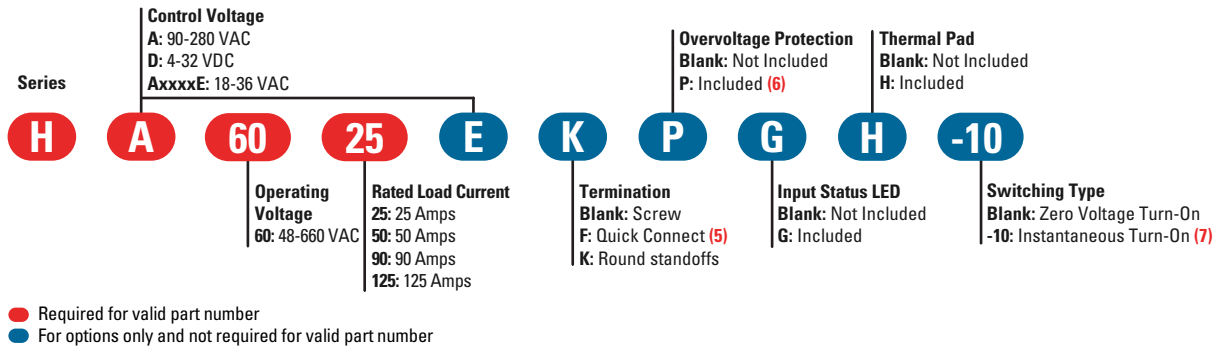 Control Voltage
A: 90-280 VAC
D: 4-32 VDC
AxxxxE: 18-36 VAC
Overvoltage Protection
Blank: Not Included
P: Included (6)
Thermal Pad
Blank: Not Included
H: Included
Series
H A 60 25 E K P G H -10
Operating
Voltage
60: 48-660 VAC
Rated Load Current
25: 25 Amps
50: 50 Amps
90: 90 Amps
125: 125 Amps
Termination
Blank: Screw
F: Quick Connect (5)
K: Round standoffs
Input Status LED
Blank: Not Included
G: Included
Switching Type
Blank: Zero Voltage Turn-On
-10: Instantaneous Turn-On (7)
Required for valid part number
For options only and not required for valid part number